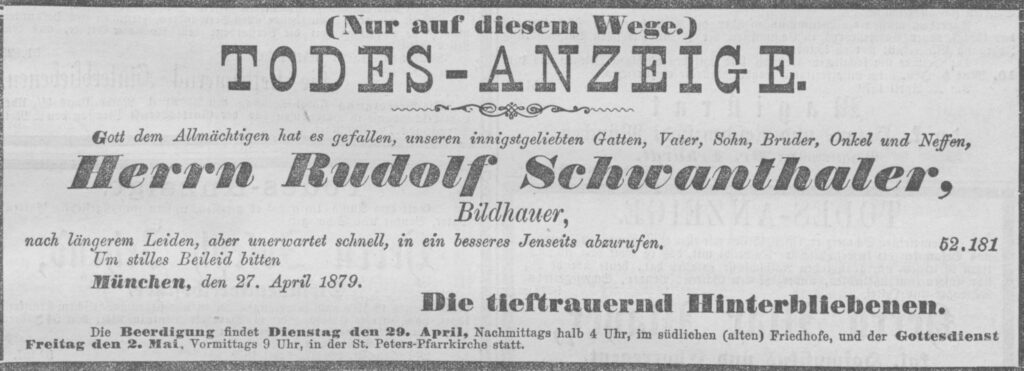 (Nur auf diesem Wege.)
TODES-ANZEIGE.
Gott dem Allmächtigen hat es gefallen, unseren innigstgeliebten Gatten, Vater, Sohn, Bruder, Onkel und Neffen,
Herrn Rudolf Schwanthaler,
Bildhauer,
nach längerem Leiden, aber unerwartet schnell, in ein besseres Jenseits abzurufen. 52.181
Um stilles Beileid bitten
München, den 27. April 1879.
Die tieftrauernd Hinterbliebenen.
Die Beerdigung findet Dienstag den 29. April, Nachmittags halb 4 Uhr, im südlichen (alten) Friedhofe, und der Gottesdienst
Freitag den 2. Mai, Vormittags 9 Uhr, in der St. Peters-Pfarrkirche statt.